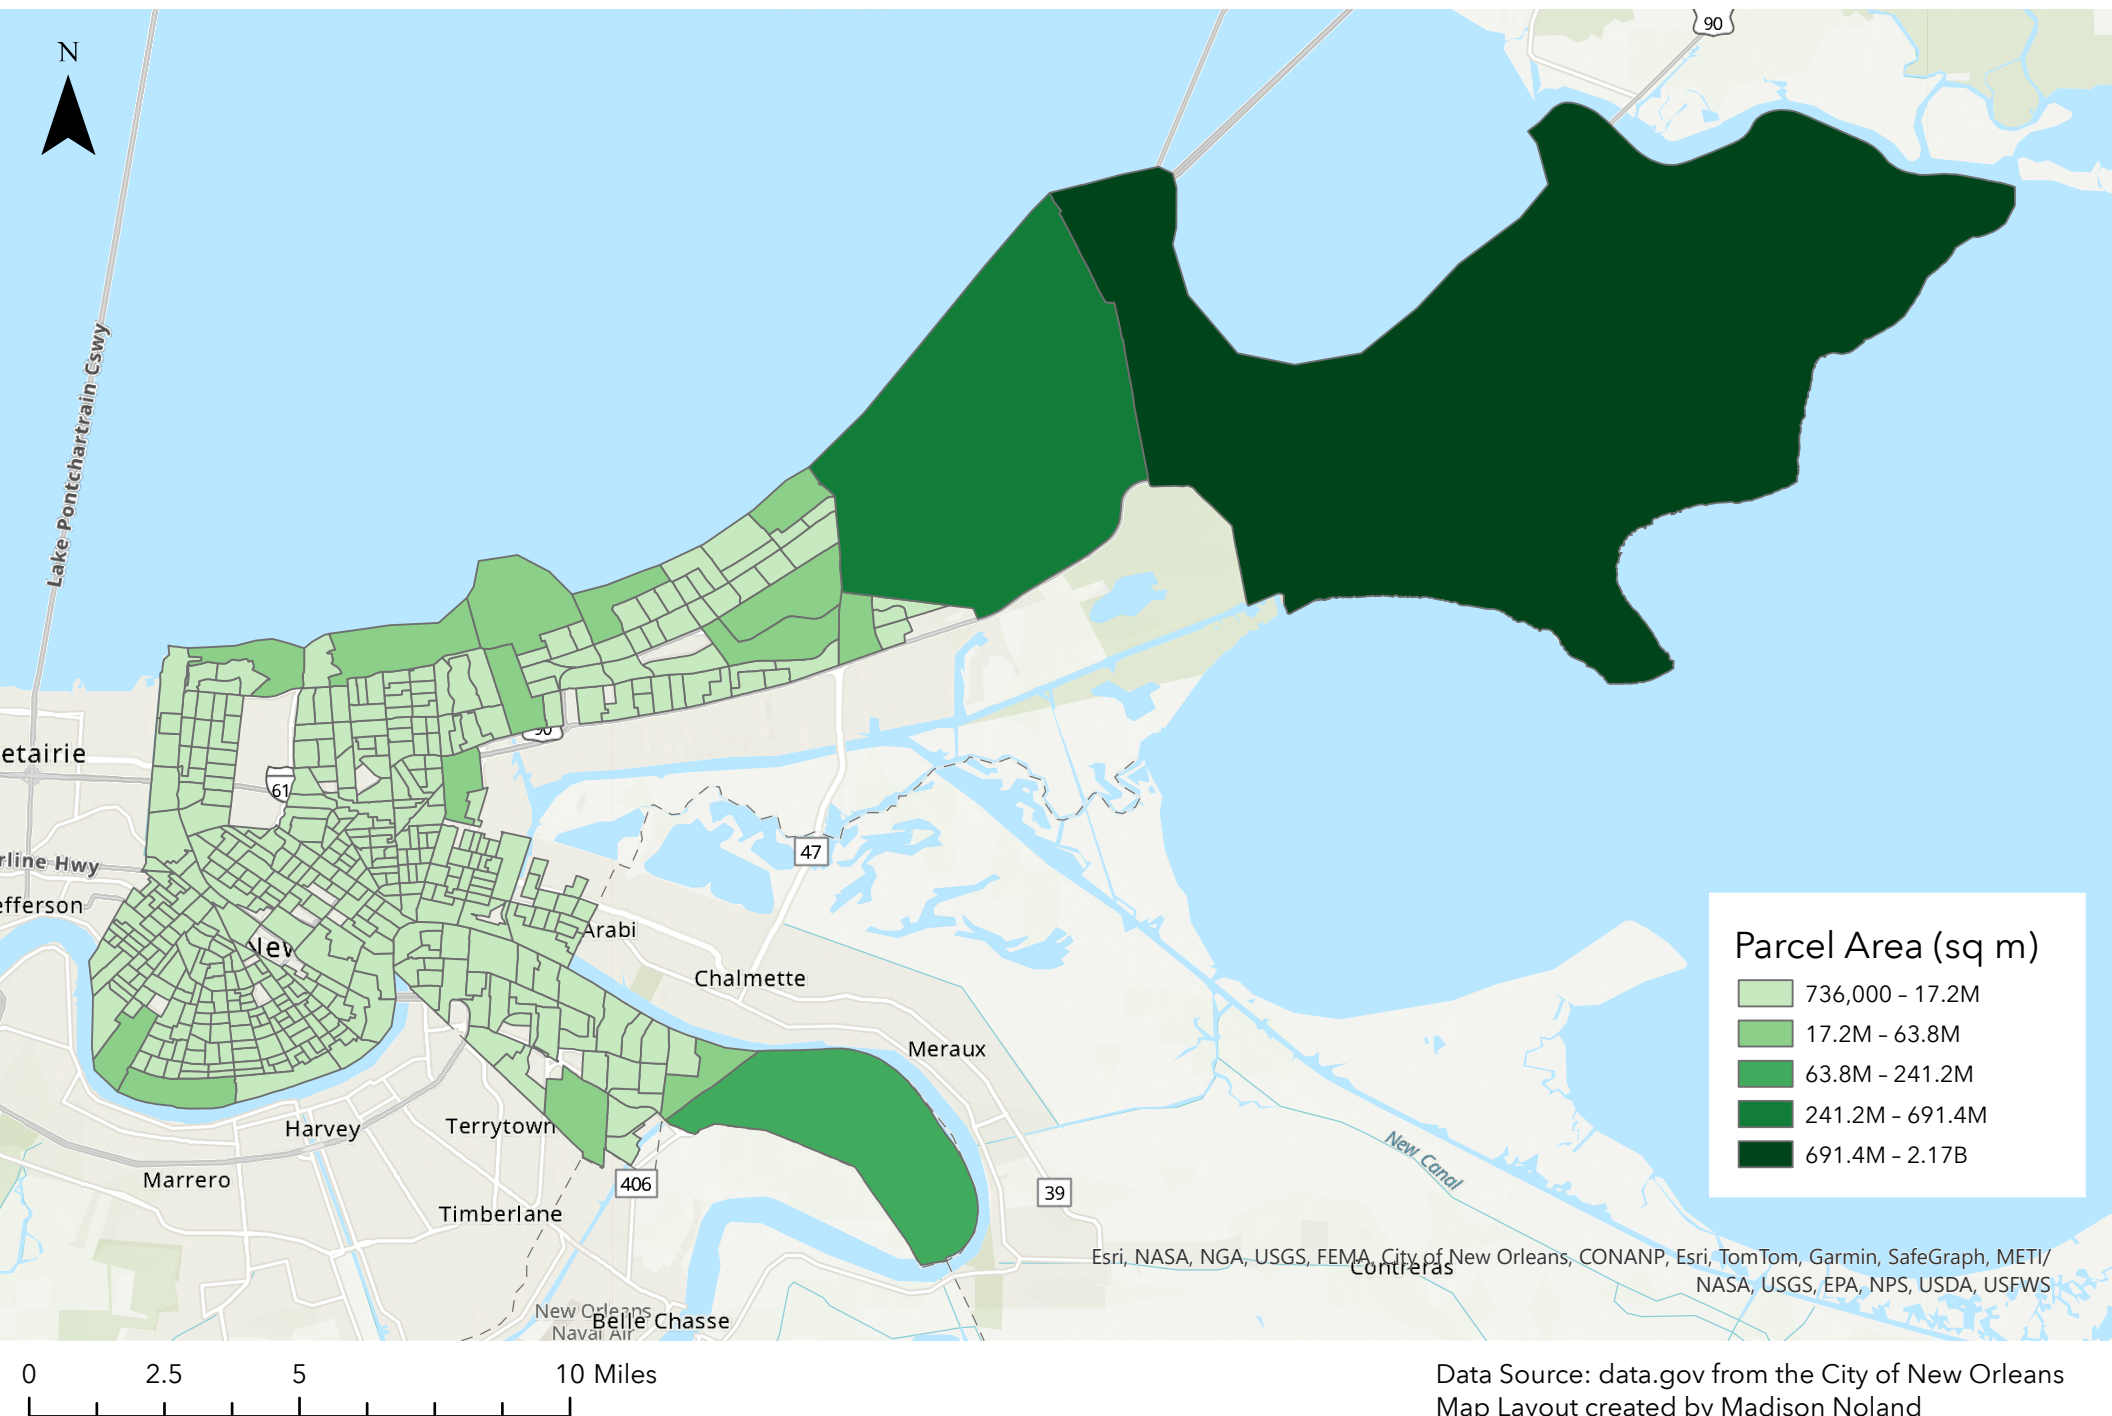 N
90
Lake Pontchartrain Cswy
etairie
90
61
rline Hwy
efferson
New
47
Arabi
Chalmette
Meraux
Harvey
Terrytown
Marrero
406
Timberlane
39
New Canal
Contreras
New Orleans
Naval Air
Belle Chasse
Parcel Area (sq m)
736,000 – 17.2M
17.2M – 63.8M
63.8M – 241.2M
241.2M – 691.4M
691.4M – 2.17B
Esri, NASA, NGA, USGS, FEMA, City of New Orleans, CONANP, Esri, TomTom, Garmin, SafeGraph, METI/
NASA, USGS, EPA, NPS, USDA, USFWS
0 2.5 5 10 Miles
Data Source: data.gov from the City of New Orleans
Map Layout created by Madison Noland